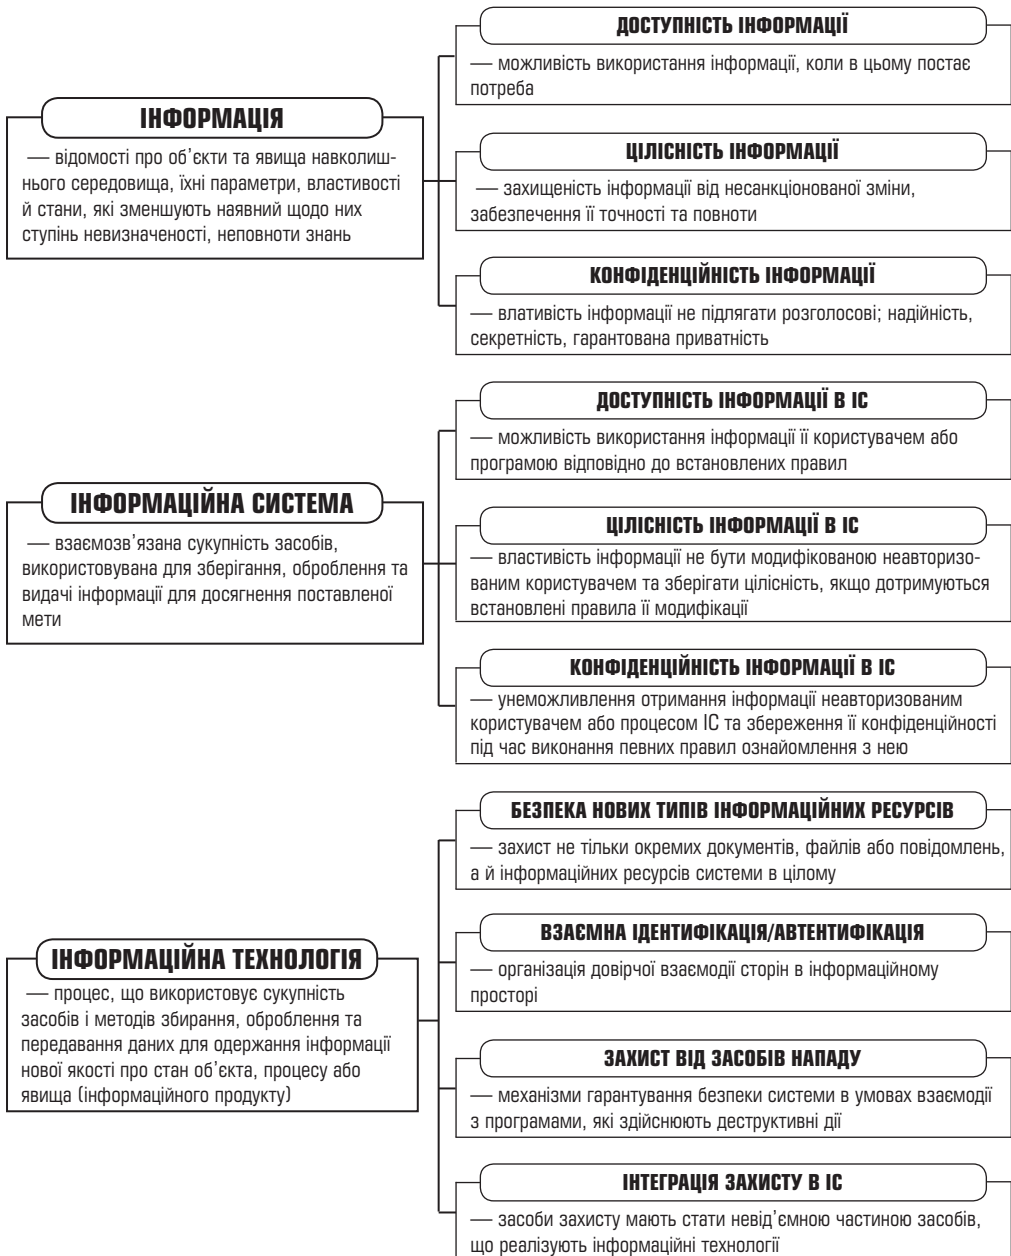 ІНФОРМАЦІЯ
— відомості про об’єкти та явища навколиш-
нього середовища, їхні параметри, властивості
й стани, які зменшують наявний щодо них
ступінь невизначеності, неповноти знань
ДОСТУПНІСТЬ ІНФОРМАЦІЇ
— можливість використання інформації, коли в цьому постає
потреба
ЦІЛІСНІСТЬ ІНФОРМАЦІЇ
— захищеність інформації від несанкціонованої зміни,
забезпечення її точності та повноти
КОНФІДЕНЦІЙНІСТЬ ІНФОРМАЦІЇ
— влативість інформації не підлягати розголосові; надійність,
секретність, гарантована приватність
ІНФОРМАЦІЙНА СИСТЕМА
— взаємозв’язана сукупність засобів,
використовувана для зберігання, оброблення та
видачі інформації для досягнення поставленої
мети
ДОСТУПНІСТЬ ІНФОРМАЦІЇ В ІС
— можливість використання інформації її користувачем або
програмою відповідно до встановлених правил
ЦІЛІСНІСТЬ ІНФОРМАЦІЇ В ІС
— властивість інформації не бути модифікованою неавторизо-
ваним користувачем та зберігати цілісність, якщо дотримуються
встановлені правила її модифікації
КОНФІДЕНЦІЙНІСТЬ ІНФОРМАЦІЇ В ІС
— унеможливлення отримання інформації неавторизованим
користувачем або процесом ІС та збереження її конфіденційності
під час виконання певних правил ознайомлення з нею
ІНФОРМАЦІЙНА ТЕХНОЛОГІЯ
— процес, що використовує сукупність
засобів і методів збирання, оброблення та
передавання даних для одержання інформації
нової якості про стан об’єкта, процесу або
явища (інформаційного продукту)
БЕЗПЕКА НОВИХ ТИПІВ ІНФОРМАЦІЙНИХ РЕСУРСІВ
— захист не тільки окремих документів, файлів або повідомлень,
а й інформаційних ресурсів системи в цілому
ВЗАЄМНА ІДЕНТИФІКАЦІЯ/АВТЕНТИФІКАЦІЯ
— організація довірчої взаємодії сторін в інформаційному
просторі
ЗАХИСТ ВІД ЗАСОБІВ НАПАДУ
— механізми гарантування безпеки системи в умовах взаємодії
з програмами, які здійснюють деструктивні дії
ІНТЕГРАЦІЯ ЗАХИСТУ В ІС
— засоби захисту мають стати невід’ємною частиною засобів,
що реалізують інформаційні технології